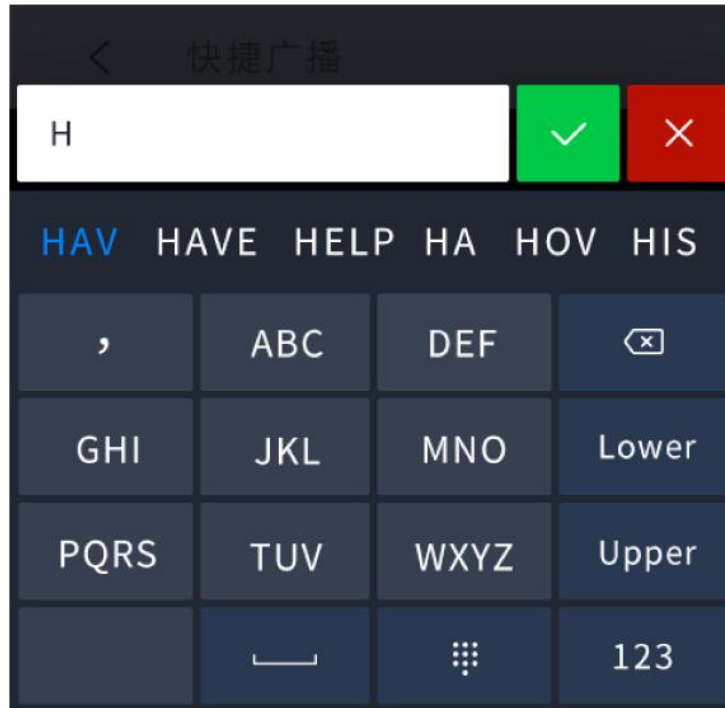 快捷广播
H
HAV HAVE HELP HA HOV HIS
, ABC DEF
GHI JKL MNO Lower
PQRS TUV WXYZ Upper
123